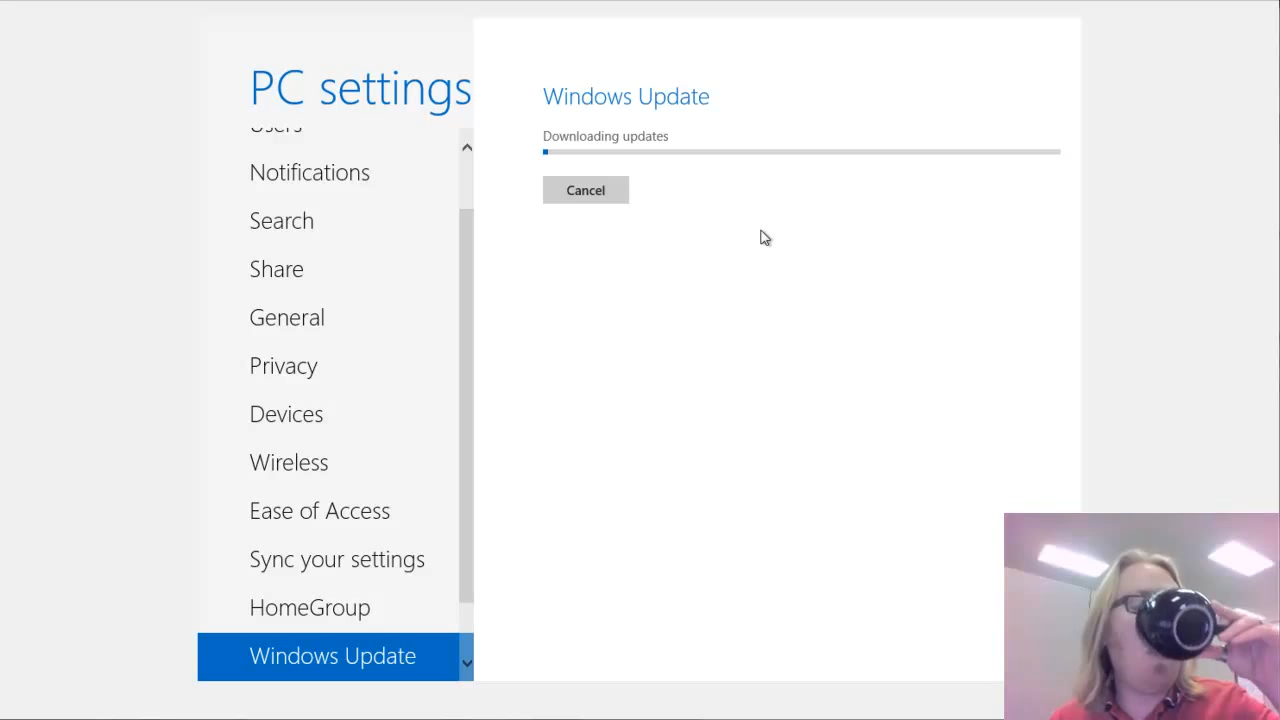 PC settings
Users
Notifications
Search
Share
General
Privacy
Devices
Wireless
Ease of Access
Sync your settings
HomeGroup
Windows Update
Windows Update
Downloading updates
Cancel